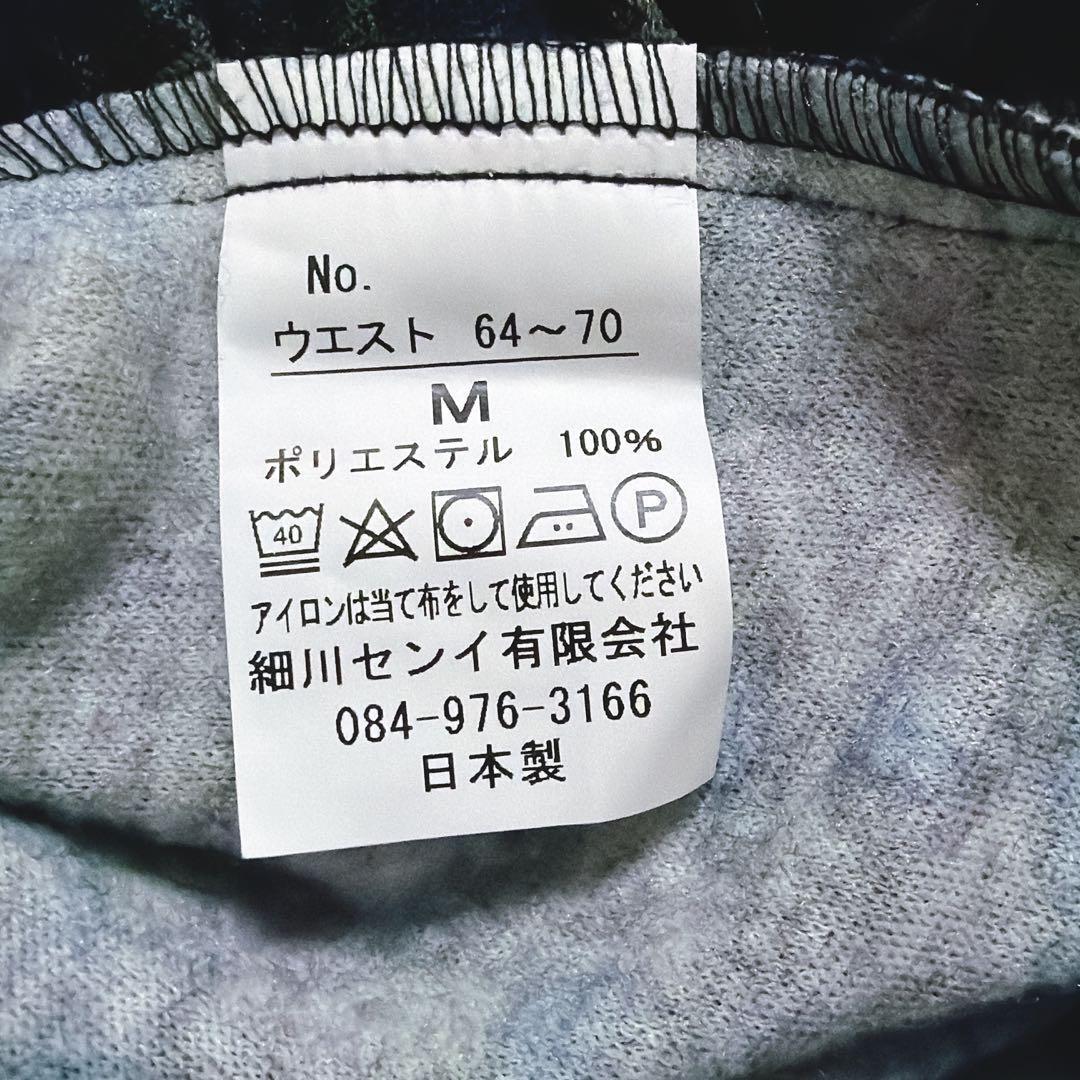 No.
ウエスト 64～70
M
ポリエステル 100%
40 P
アイロンは当て布をして使用してください
細川センイ有限会社
084-976-3166
日本製